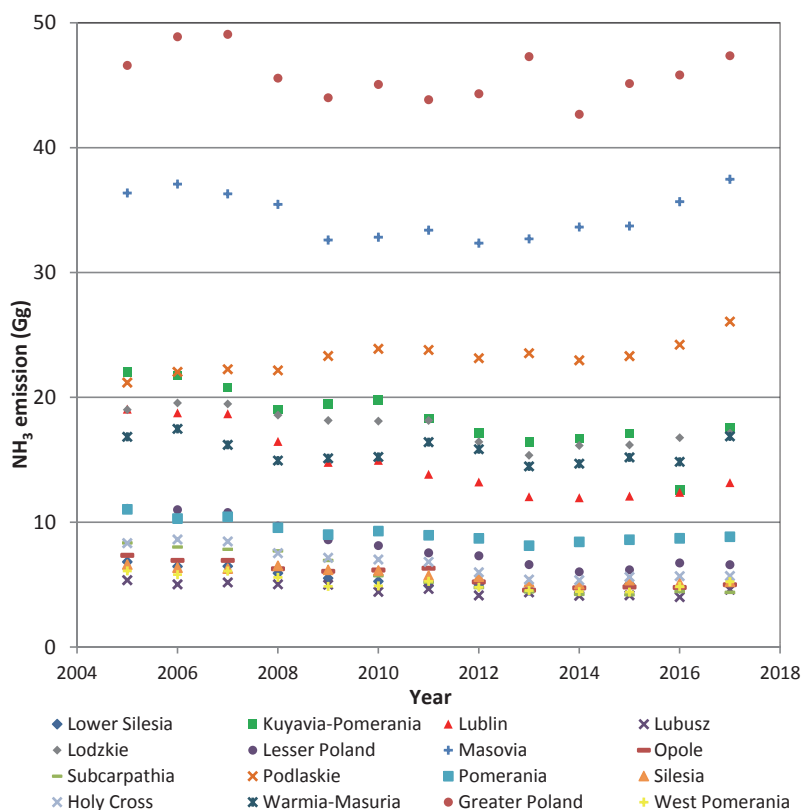 50
40
30
20
10
0
NH₃ emission (Gg)
2004 2006 2008 2010 2012 2014 2016 2018
Year
Lower Silesia Kuyavia-Pomerania Lublin Lubusz
Lodzkie Lesser Poland Masovia Opole
Subcarpathia Podlaskie Pomerania Silesia
Holy Cross Warmia-Masuria Greater Poland West Pomerania